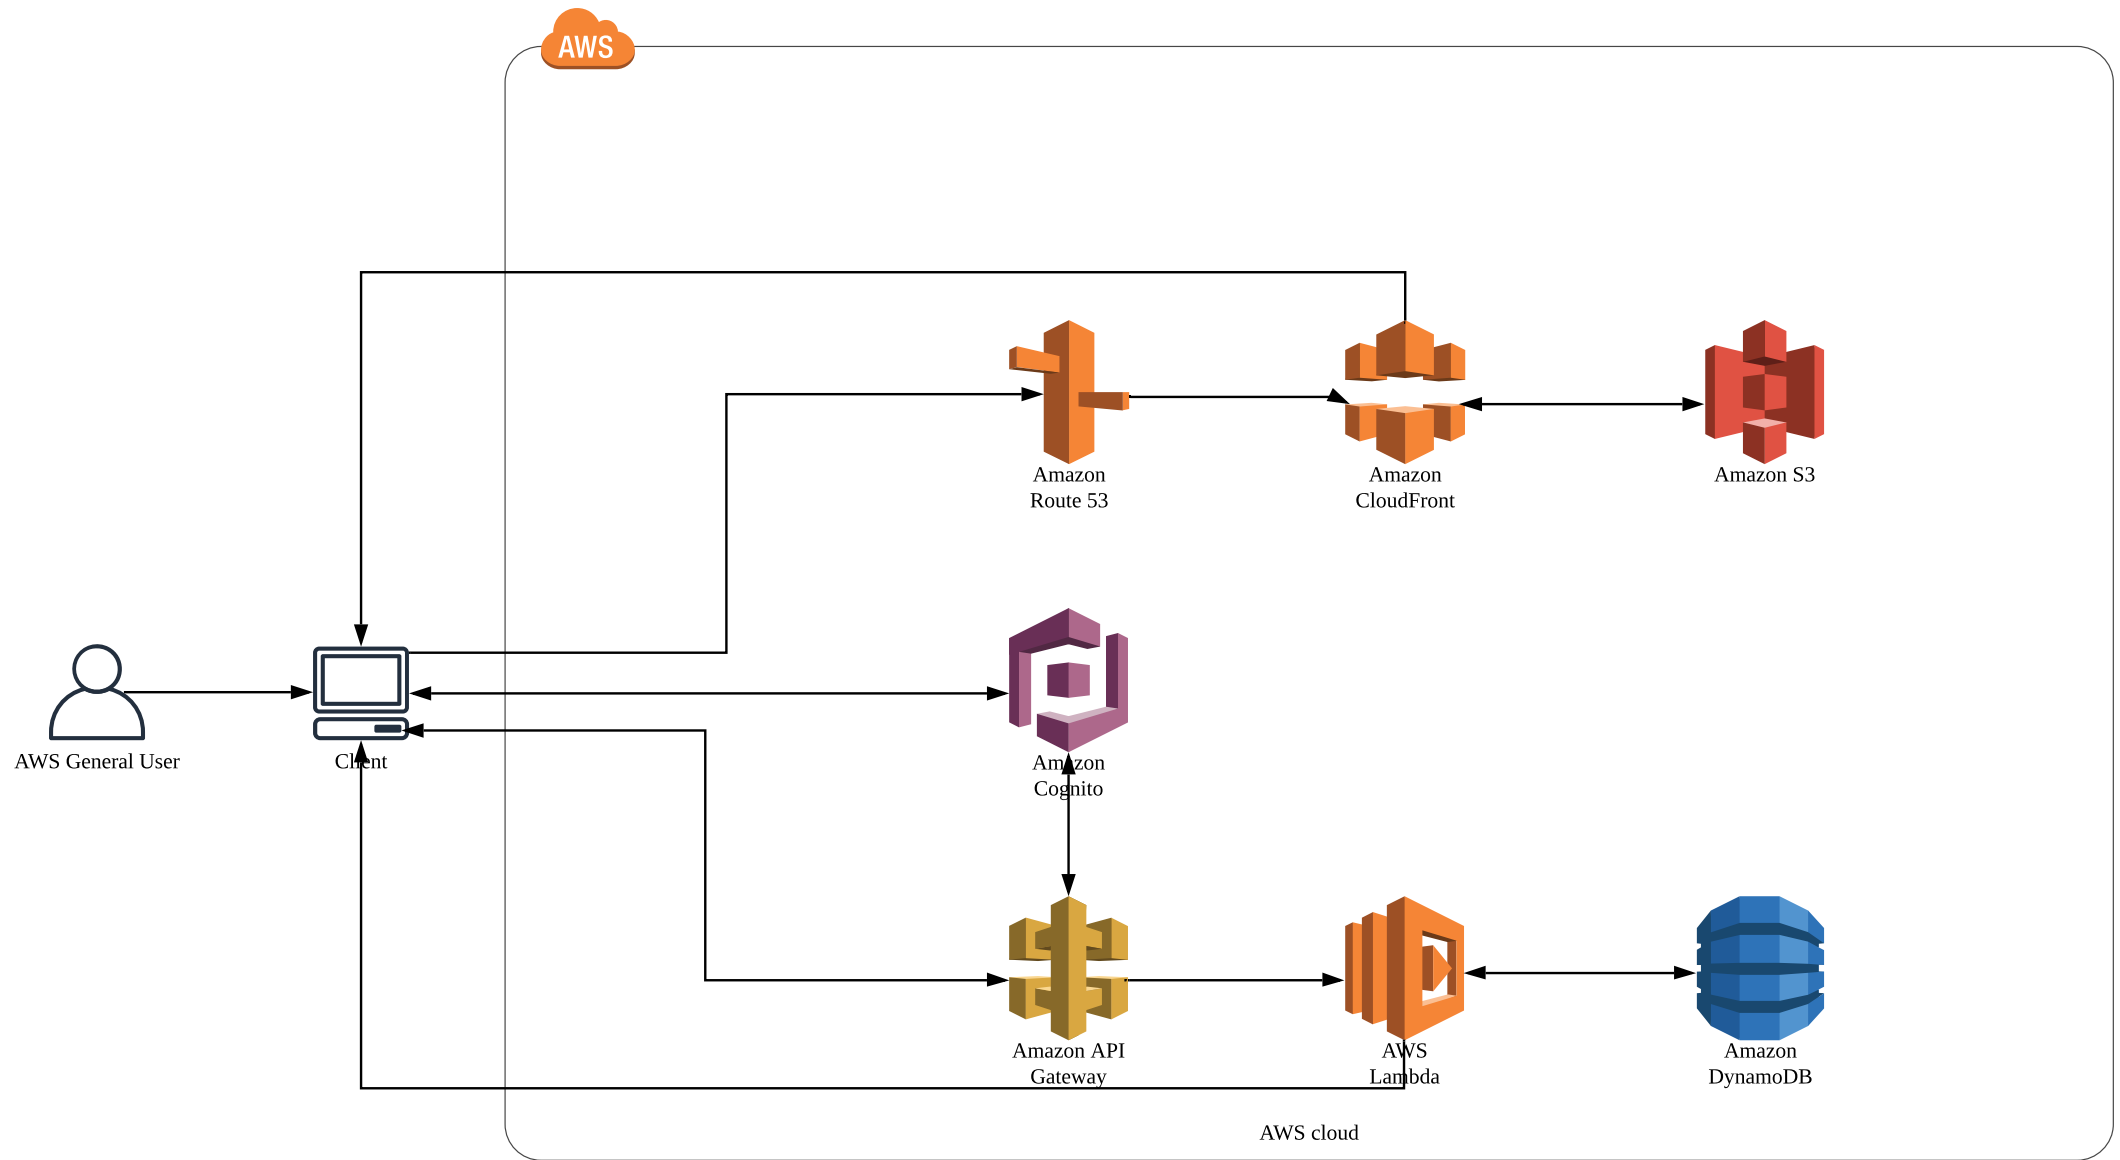 AWS
Amazon
Route 53
Amazon
CloudFront
Amazon S3
AWS General User
Client
Amazon
Cognito
Amazon API
Gateway
AWS
Lambda
Amazon
DynamoDB
AWS cloud